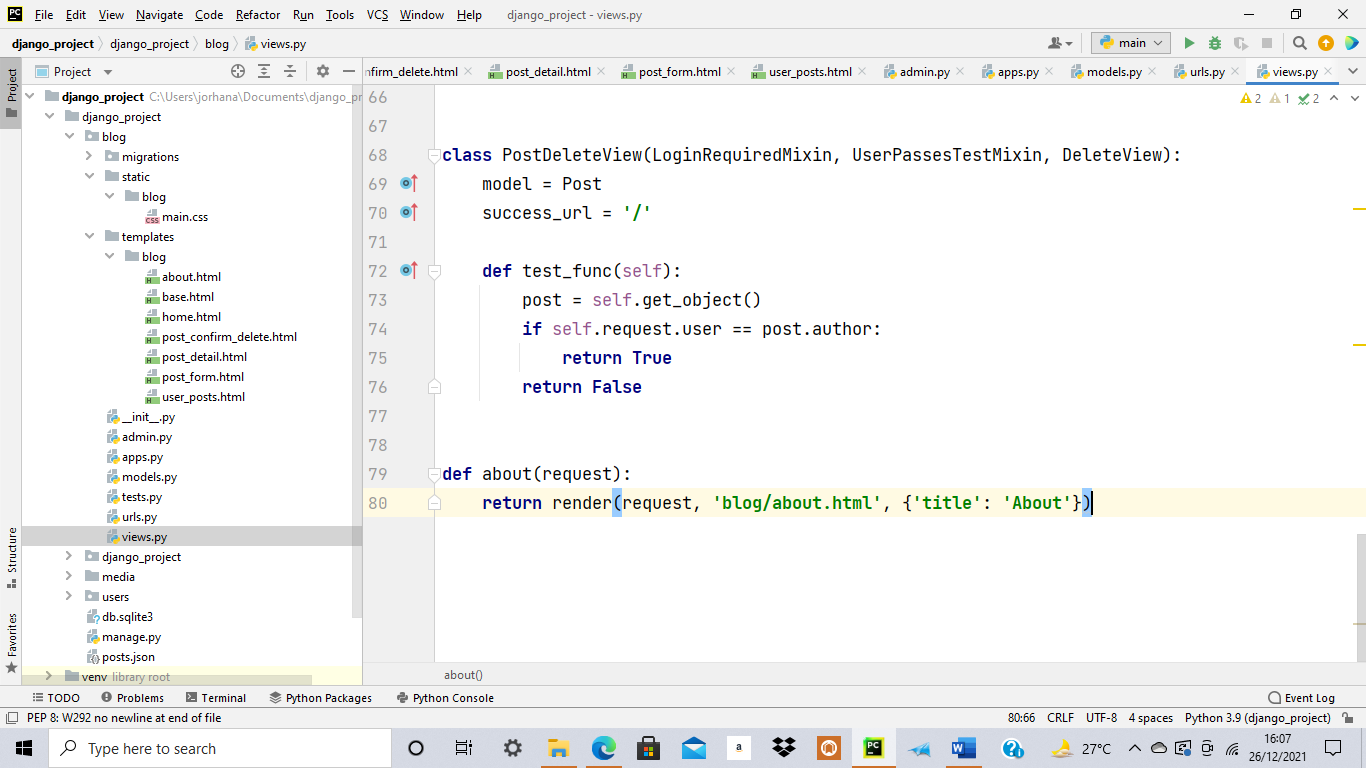 PC File Edit View Navigate Code Refactor Run Tools VCS Window Help django_project - views.py
django_project django_project blog views.py main
Project
Structure
Favorites
Project
nfirm_delete.html post_detail.html post_form.html user_posts.html admin.py apps.py models.py urls.py views.py
django_project C:\Users\jorhana\Documents\django_pr
django_project
blog
migrations
static
blog
main.css
templates
blog
about.html
base.html
home.html
post_confirm_delete.html
post_detail.html
post_form.html
user_posts.html
__init__.py
admin.py
apps.py
models.py
tests.py
urls.py
views.py
django_project
media
users
db.sqlite3
manage.py
posts.json
venv library root
2 1 2
66
67
68 class PostDeleteView(LoginRequiredMixin, UserPassesTestMixin, DeleteView):
69 model = Post
70 success_url = '/'
71
72 def test_func(self):
73 post = self.get_object()
74 if self.request.user == post.author:
75 return True
76 return False
77
78
79 def about(request):
80 return render(request, 'blog/about.html', {'title': 'About'})
about()
TODO Problems Terminal Python Packages Python Console Event Log
PEP 8: W292 no newline at end of file 80:66 CRLF UTF-8 4 spaces Python 3.9 (django_project)
Type here to search
a
PC
W
27°C
16:07
26/12/2021